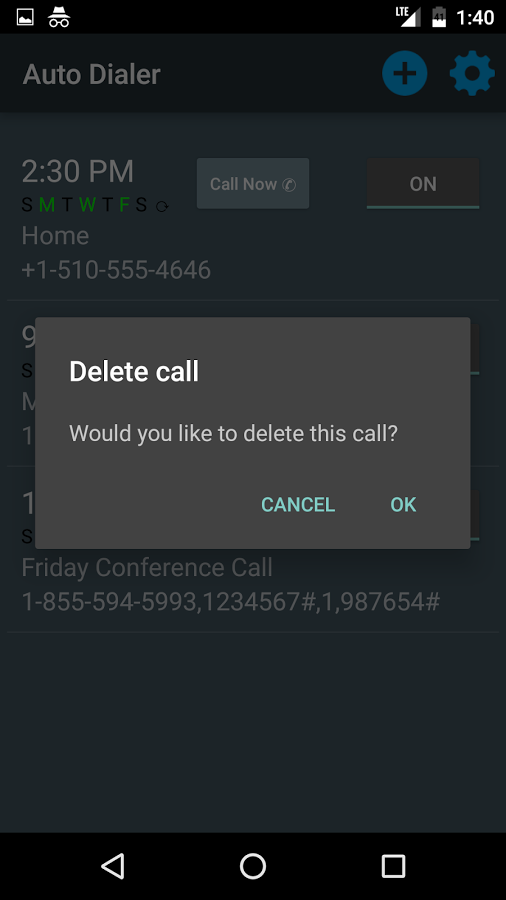 LTE 41 1:40
Auto Dialer
2:30 PM Call Now ✆ ON
S M T W T F S
Home
+1-510-555-4646
9
S
M
1
Delete call
Would you like to delete this call?
CANCEL OK
1
S
Friday Conference Call
1-855-594-5993,1234567#,1,987654#